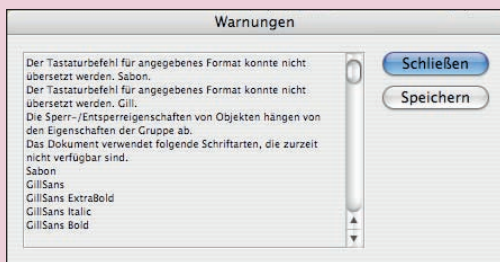 Warnungen
Der Tastaturbefehl für angegebenes Format konnte nicht
übersetzt werden. Sabon.
Der Tastaturbefehl für angegebenes Format konnte nicht
übersetzt werden. Gill.
Die Sperr-/Entsperreigenschaften von Objekten hängen von
den Eigenschaften der Gruppe ab.
Das Dokument verwendet folgende Schriftarten, die zurzeit
nicht verfügbar sind.
Sabon
GillSans
GillSans ExtraBold
GillSans Italic
GillSans Bold
Schließen
Speichern